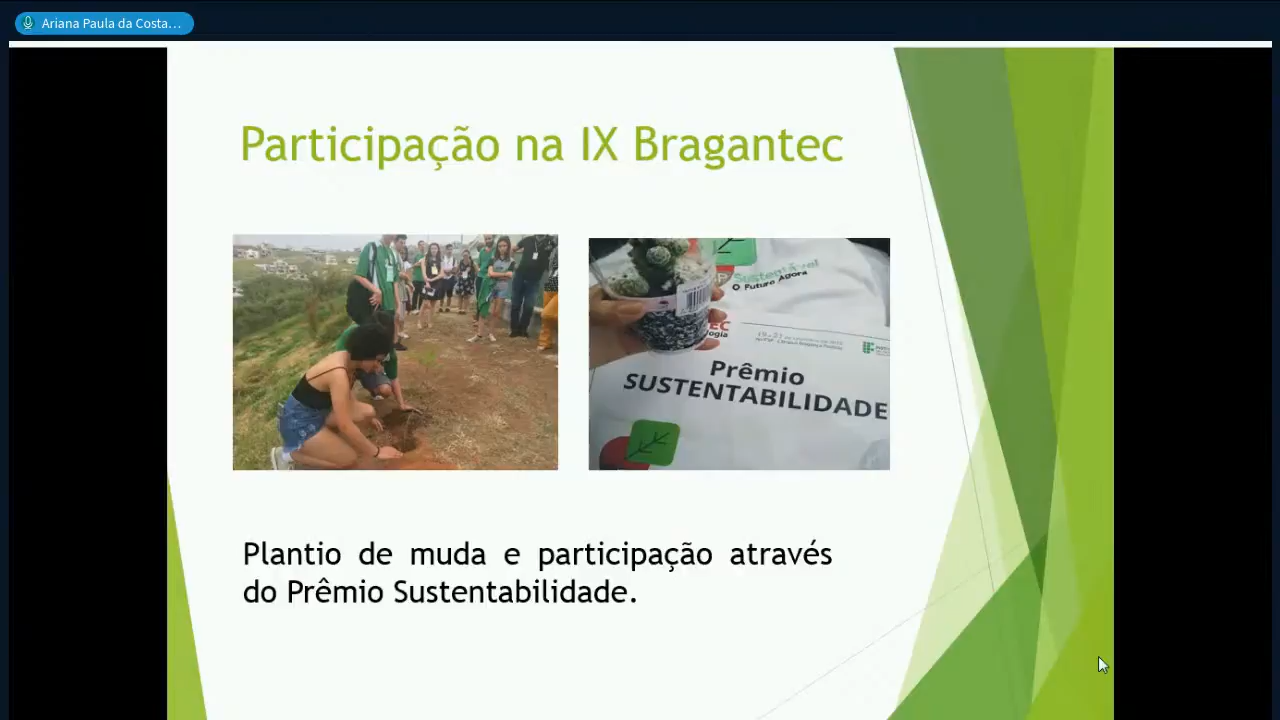 Ariana Paula da Costa...
Participação na IX Bragantec
Sustentável
O Futuro Agora
Prêmio
SUSTENTABILIDADE
Plantio de muda e participação através
do Prêmio Sustentabilidade.